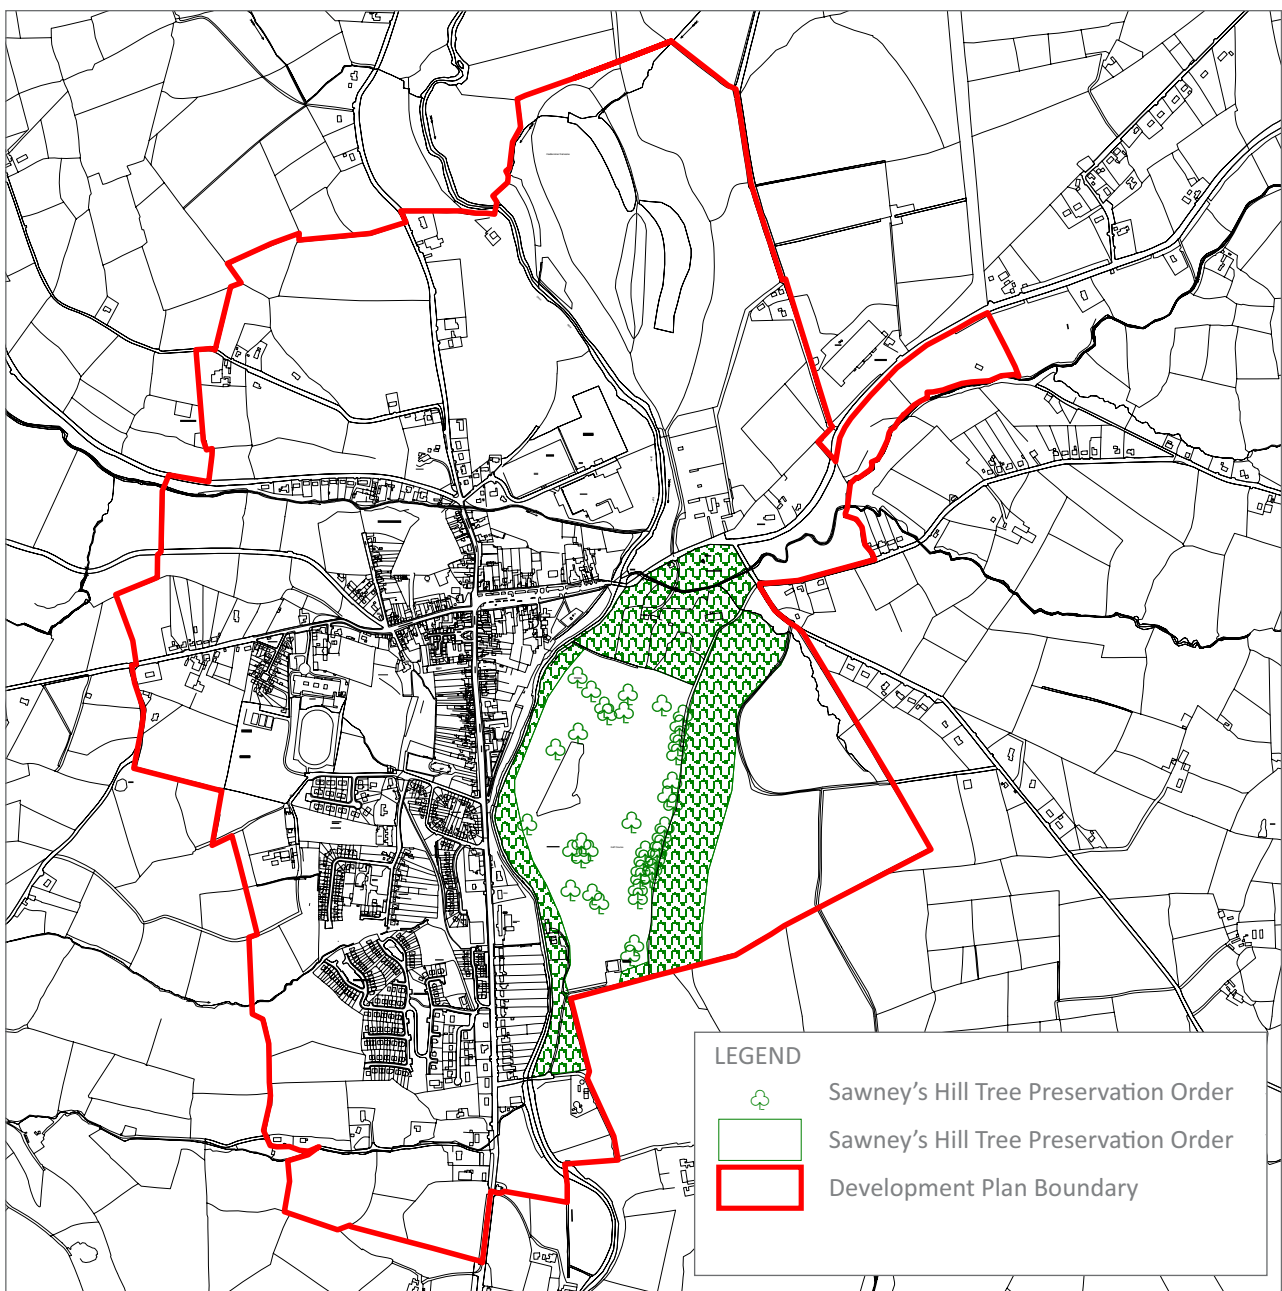 LEGEND
Sawney’s Hill Tree Preservation Order
Sawney’s Hill Tree Preservation Order
Development Plan Boundary